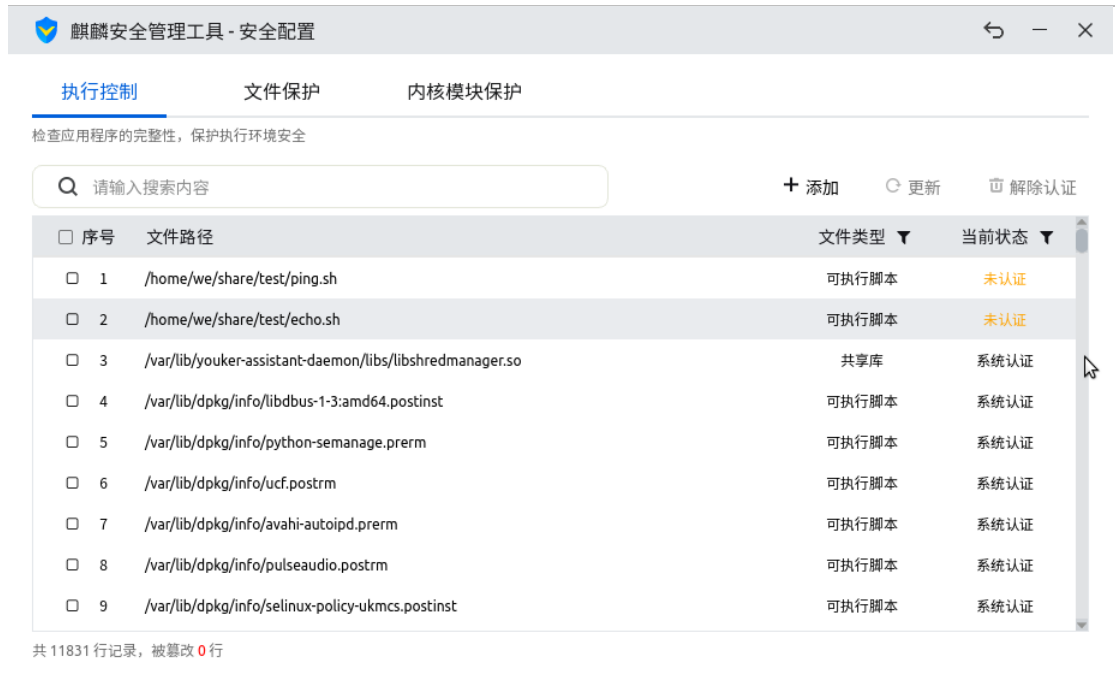 麒麟安全管理工具 - 安全配置
执行控制 文件保护 内核模块保护
检查应用程序的完整性，保护执行环境安全
请输入搜索内容 + 添加 更新 解除认证
序号 文件路径 文件类型 当前状态
1 /home/we/share/test/ping.sh 可执行脚本 未认证
2 /home/we/share/test/echo.sh 可执行脚本 未认证
3 /var/lib/youker-assistant-daemon/libs/libshredmanager.so 共享库 系统认证
4 /var/lib/dpkg/info/libdbus-1-3:amd64.postinst 可执行脚本 系统认证
5 /var/lib/dpkg/info/python-semanage.prerm 可执行脚本 系统认证
6 /var/lib/dpkg/info/ucf.postrm 可执行脚本 系统认证
7 /var/lib/dpkg/info/avahi-autoipd.prerm 可执行脚本 系统认证
8 /var/lib/dpkg/info/pulseaudio.postrm 可执行脚本 系统认证
9 /var/lib/dpkg/info/selinux-policy-ukmcs.postinst 可执行脚本 系统认证
共 11831 行记录，被篡改 0 行